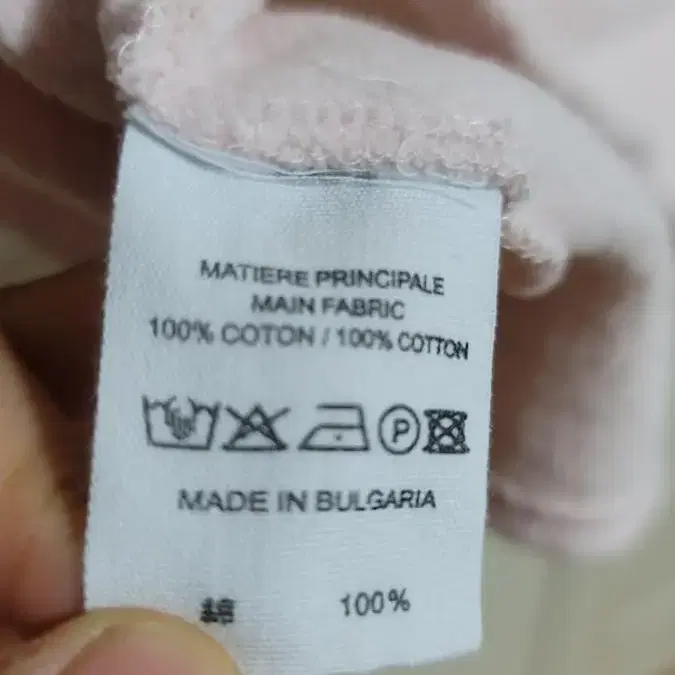 MATIERE PRINCIPALE
MAIN FABRIC
100% COTON / 100% COTTON
P
MADE IN BULGARIA
綿 100%